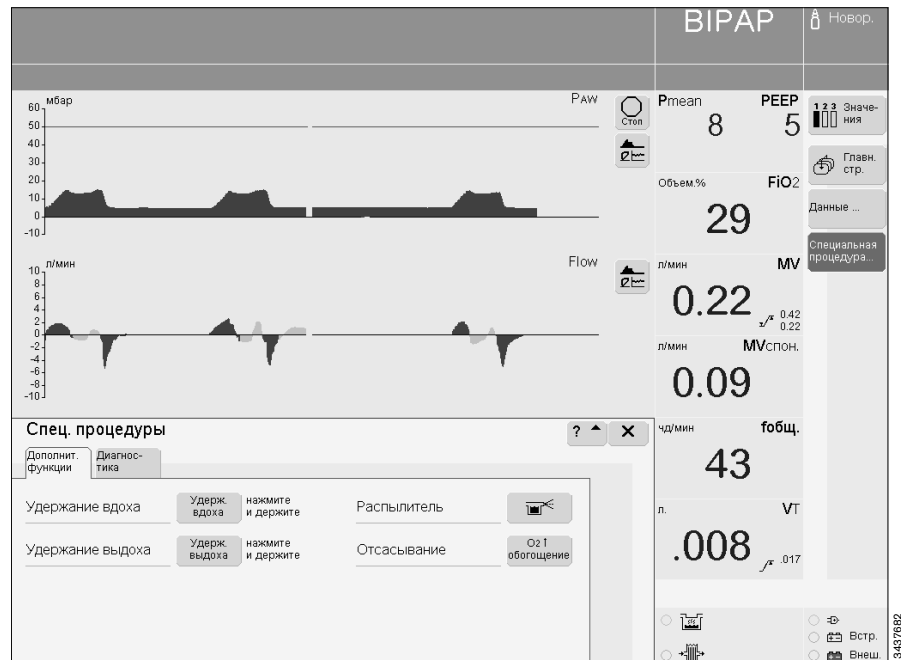 BIPAP
Новор.
мбар
Paw
60
50
40
30
20
10
0
-10
Стоп
Pmean
PEEP
8
5
1 2 3 Значе-
ния
Главн.
стр.
Объем.%
FiO2
29
Данные ...
Специальная
процедура...
л/мин
Flow
10
8
6
4
2
0
-2
-4
-6
-8
-10
л/мин
MV
0.22
0.42
0.22
л/мин
MVспон.
0.09
Спец. процедуры
?
Дополнит.
функции
Диагнос-
тика
чд/мин
fобщ.
43
Удержание вдоха
Удерж.
вдоха
нажмите
и держите
Распылитель
Удержание выдоха
Удерж.
выдоха
нажмите
и держите
Отсасывание
O2↑
обогощение
л.
VT
.008
.017
Встр.
Внеш.
3437682